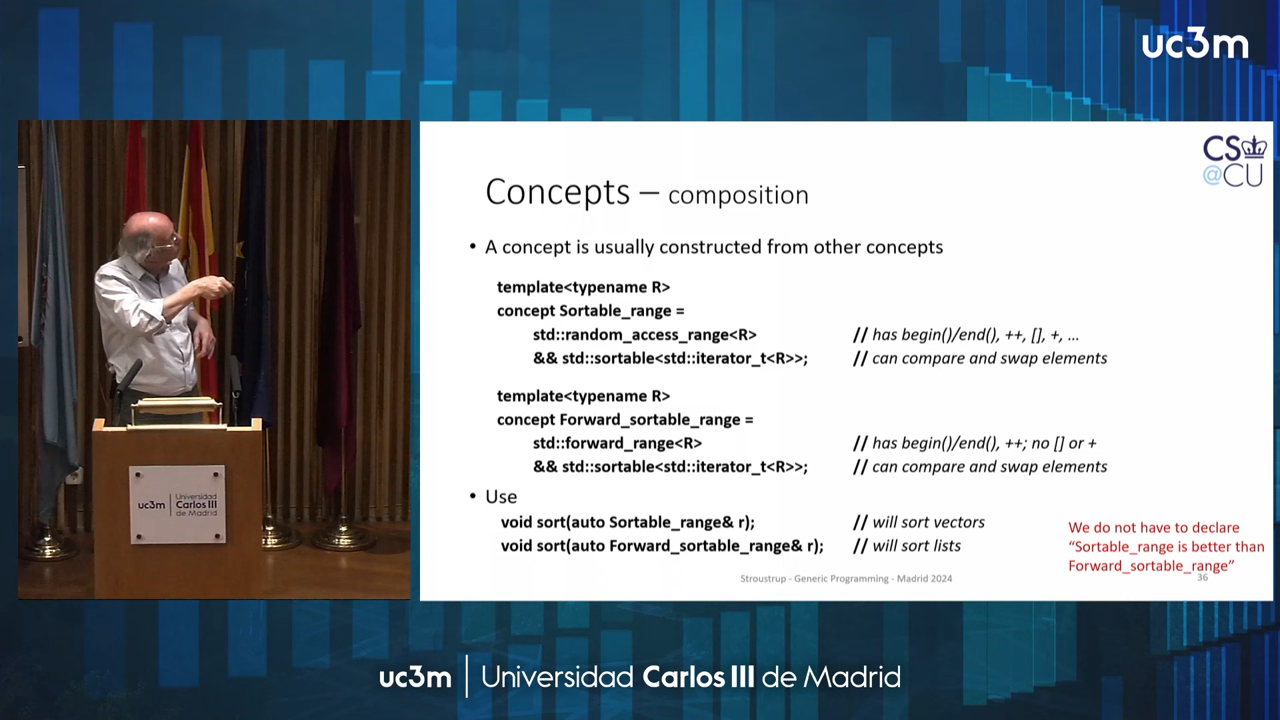 uc3m
CS
@CU
Concepts – composition
• A concept is usually constructed from other concepts
template<typename R>
concept Sortable_range =
std::random_access_range<R> // has begin()/end(), ++, [], +, …
&& std::sortable<std::iterator_t<R>>; // can compare and swap elements
template<typename R>
concept Forward_sortable_range =
std::forward_range<R> // has begin()/end(), ++; no [] or +
&& std::sortable<std::iterator_t<R>>; // can compare and swap elements
• Use
void sort(auto Sortable_range& r); // will sort vectors
void sort(auto Forward_sortable_range& r); // will sort lists
We do not have to declare
“Sortable_range is better than
Forward_sortable_range”
Stroustrup - Generic Programming - Madrid 2024
36
uc3m
Universidad
Carlos III
de Madrid
uc3m | Universidad Carlos III de Madrid